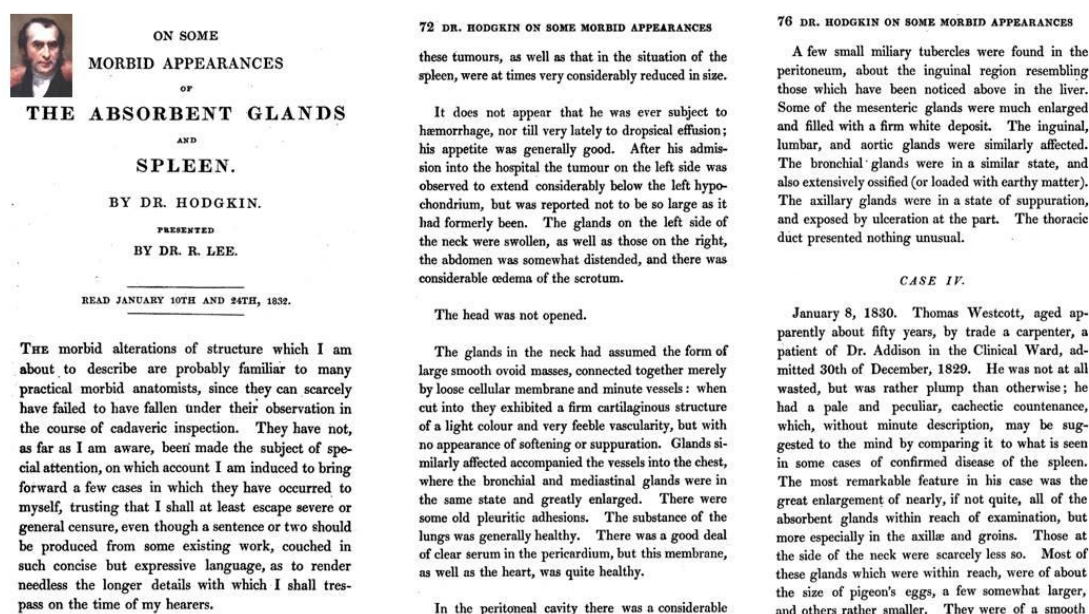 ON SOME
MORBID APPEARANCES
OF
THE ABSORBENT GLANDS
AND
SPLEEN.
BY DR. HODGKIN.
PRESENTED
BY DR. R. LEE.
READ JANUARY 10TH AND 24TH, 1832.
THE morbid alterations of structure which I am
about to describe are probably familiar to many
practical morbid anatomists, since they can scarcely
have failed to have fallen under their observation in
the course of cadaveric inspection. They have not,
as far as I am aware, been made the subject of spe-
cial attention, on which account I am induced to bring
forward a few cases in which they have occurred to
myself, trusting that I shall at least escape severe or
general censure, even though a sentence or two should
be produced from some existing work, couched in
such concise but expressive language, as to render
needless the longer details with which I shall tres-
pass on the time of my hearers.
72 DR. HODGKIN ON SOME MORBID APPEARANCES
these tumours, as well as that in the situation of the
spleen, were at times very considerably reduced in size.
It does not appear that he was ever subject to
hæmorrhage, nor till very lately to dropsical effusion;
his appetite was generally good. After his admis-
sion into the hospital the tumour on the left side was
observed to extend considerably below the left hypo-
chondrium, but was reported not to be so large as it
had formerly been. The glands on the left side of
the neck were swollen, as well as those on the right,
the abdomen was somewhat distended, and there was
considerable œdema of the scrotum.
The head was not opened.
The glands in the neck had assumed the form of
large smooth ovoid masses, connected together merely
by loose cellular membrane and minute vessels: when
cut into they exhibited a firm cartilaginous structure
of a light colour and very feeble vascularity, but with
no appearance of softening or suppuration. Glands si-
milarly affected accompanied the vessels into the chest,
where the bronchial and mediastinal glands were in
the same state and greatly enlarged. There were
some old pleuritic adhesions. The substance of the
lungs was generally healthy. There was a good deal
of clear serum in the pericardium, but this membrane,
as well as the heart, was quite healthy.
In the peritoneal cavity there was a considerable
76 DR. HODGKIN ON SOME MORBID APPEARANCES
A few small miliary tubercles were found in the
peritoneum, about the inguinal region resembling
those which have been noticed above in the liver.
Some of the mesenteric glands were much enlarged
and filled with a firm white deposit. The inguinal,
lumbar, and aortic glands were similarly affected.
The bronchial glands were in a similar state, and
also extensively ossified (or loaded with earthy matter).
The axillary glands were in a state of suppuration,
and exposed by ulceration at the part. The thoracic
duct presented nothing unusual.
CASE IV.
January 8, 1830. Thomas Westcott, aged ap-
parently about fifty years, by trade a carpenter, a
patient of Dr. Addison in the Clinical Ward, ad-
mitted 30th of December, 1829. He was not at all
wasted, but was rather plump than otherwise; he
had a pale and peculiar, cachectic countenance,
which, without minute description, may be sug-
gested to the mind by comparing it to what is seen
in some cases of confirmed disease of the spleen.
The most remarkable feature in his case was the
great enlargement of nearly, if not quite, all of the
absorbent glands within reach of examination, but
more especially in the axillæ and groins. Those at
the side of the neck were scarcely less so. Most of
these glands which were within reach, were of about
the size of pigeon's eggs, a few somewhat larger,
and others rather smaller. They were of a smooth